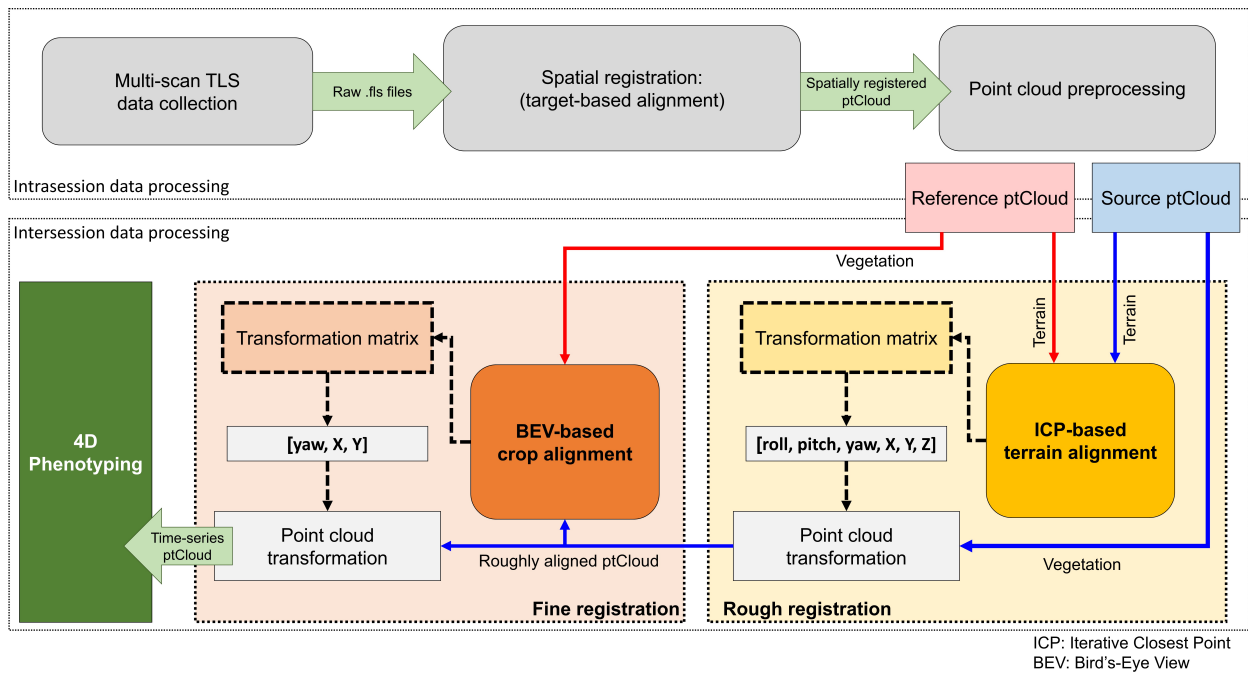 Multi-scan TLS
data collection
Raw .fls files
Spatial registration:
(target-based alignment)
Spatially registered
ptCloud
Point cloud preprocessing
Intrasession data processing
Reference ptCloud
Source ptCloud
Intersession data processing
Vegetation
Terrain
Terrain
Transformation matrix
Transformation matrix
BEV-based
crop alignment
ICP-based
terrain alignment
4D
Phenotyping
[yaw, X, Y]
[roll, pitch, yaw, X, Y, Z]
Time-series
ptCloud
Point cloud
transformation
Roughly aligned ptCloud
Point cloud
transformation
Vegetation
Fine registration
Rough registration
ICP: Iterative Closest Point
BEV: Bird's-Eye View